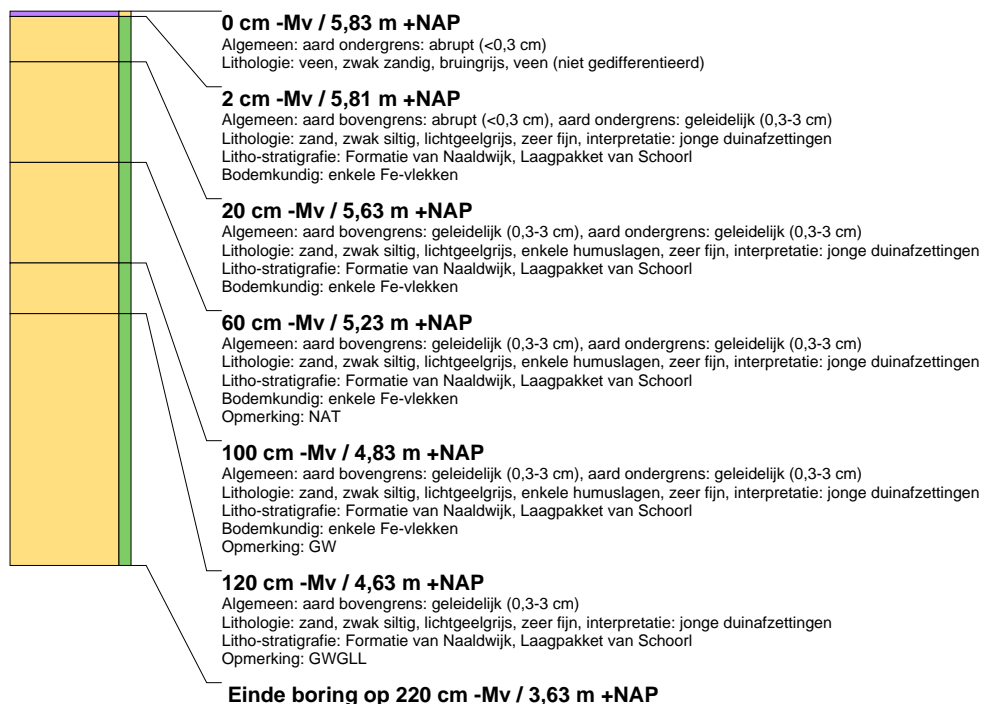 0 cm -Mv / 5,83 m +NAP
Algemeen: aard ondergrens: abrupt (<0,3 cm)
Lithologie: veen, zwak zandig, bruingrijs, veen (niet gedifferentieerd)
2 cm -Mv / 5,81 m +NAP
Algemeen: aard bovengrens: abrupt (<0,3 cm), aard ondergrens: geleidelijk (0,3-3 cm)
Lithologie: zand, zwak siltig, lichtgeelgrijs, zeer fijn, interpretatie: jonge duinafzettingen
Litho-stratigrafie: Formatie van Naaldwijk, Laagpakket van Schoorl
Bodemkundig: enkele Fe-vlekken
20 cm -Mv / 5,63 m +NAP
Algemeen: aard bovengrens: geleidelijk (0,3-3 cm), aard ondergrens: geleidelijk (0,3-3 cm)
Lithologie: zand, zwak siltig, lichtgeelgrijs, enkele humuslagen, zeer fijn, interpretatie: jonge duinafzettingen
Litho-stratigrafie: Formatie van Naaldwijk, Laagpakket van Schoorl
Bodemkundig: enkele Fe-vlekken
60 cm -Mv / 5,23 m +NAP
Algemeen: aard bovengrens: geleidelijk (0,3-3 cm), aard ondergrens: geleidelijk (0,3-3 cm)
Lithologie: zand, zwak siltig, lichtgeelgrijs, enkele humuslagen, zeer fijn, interpretatie: jonge duinafzettingen
Litho-stratigrafie: Formatie van Naaldwijk, Laagpakket van Schoorl
Bodemkundig: enkele Fe-vlekken
Opmerking: NAT
100 cm -Mv / 4,83 m +NAP
Algemeen: aard bovengrens: geleidelijk (0,3-3 cm), aard ondergrens: geleidelijk (0,3-3 cm)
Lithologie: zand, zwak siltig, lichtgeelgrijs, enkele humuslagen, zeer fijn, interpretatie: jonge duinafzettingen
Litho-stratigrafie: Formatie van Naaldwijk, Laagpakket van Schoorl
Bodemkundig: enkele Fe-vlekken
Opmerking: GW
120 cm -Mv / 4,63 m +NAP
Algemeen: aard bovengrens: geleidelijk (0,3-3 cm)
Lithologie: zand, zwak siltig, lichtgeelgrijs, zeer fijn, interpretatie: jonge duinafzettingen
Litho-stratigrafie: Formatie van Naaldwijk, Laagpakket van Schoorl
Opmerking: GWGLL
Einde boring op 220 cm -Mv / 3,63 m +NAP